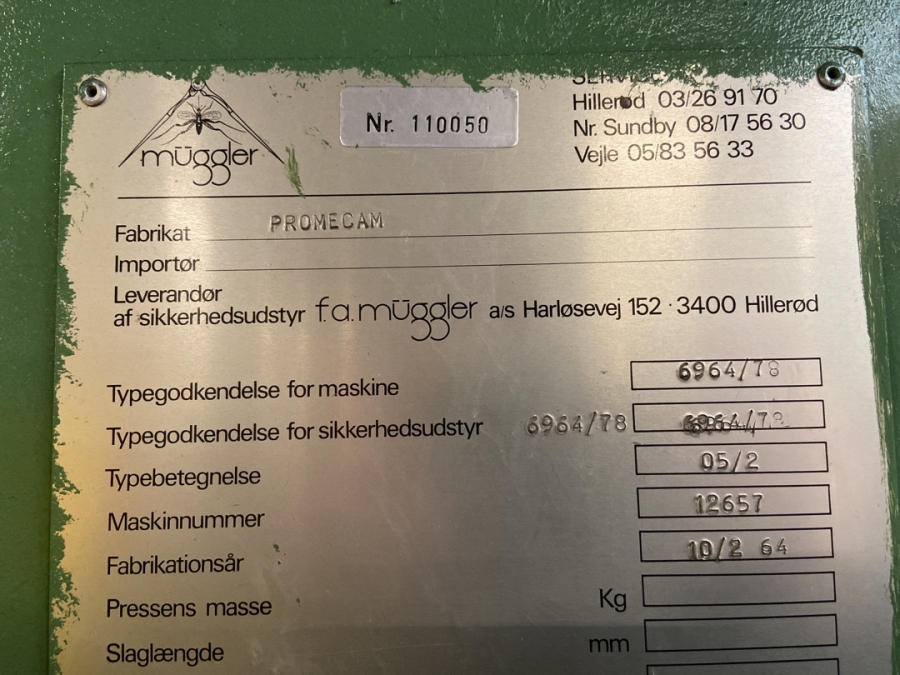 müggler
Nr. 110050
Hillerød 03/26 91 70
Nr. Sundby 08/17 56 30
Vejle 05/83 56 33
Fabrikat PROMECAM
Importør
Leverandør
af sikkerhedsudstyr f.a.müggler a/s Harløsevej 152 · 3400 Hillerød
Typegodkendelse for maskine 6964/78
Typegodkendelse for sikkerhedsudstyr 6964/78 6964/78
Typebetegnelse 05/2
Maskinnummer 12657
Fabrikationsår 10/2 64
Pressens masse Kg
Slaglængde mm